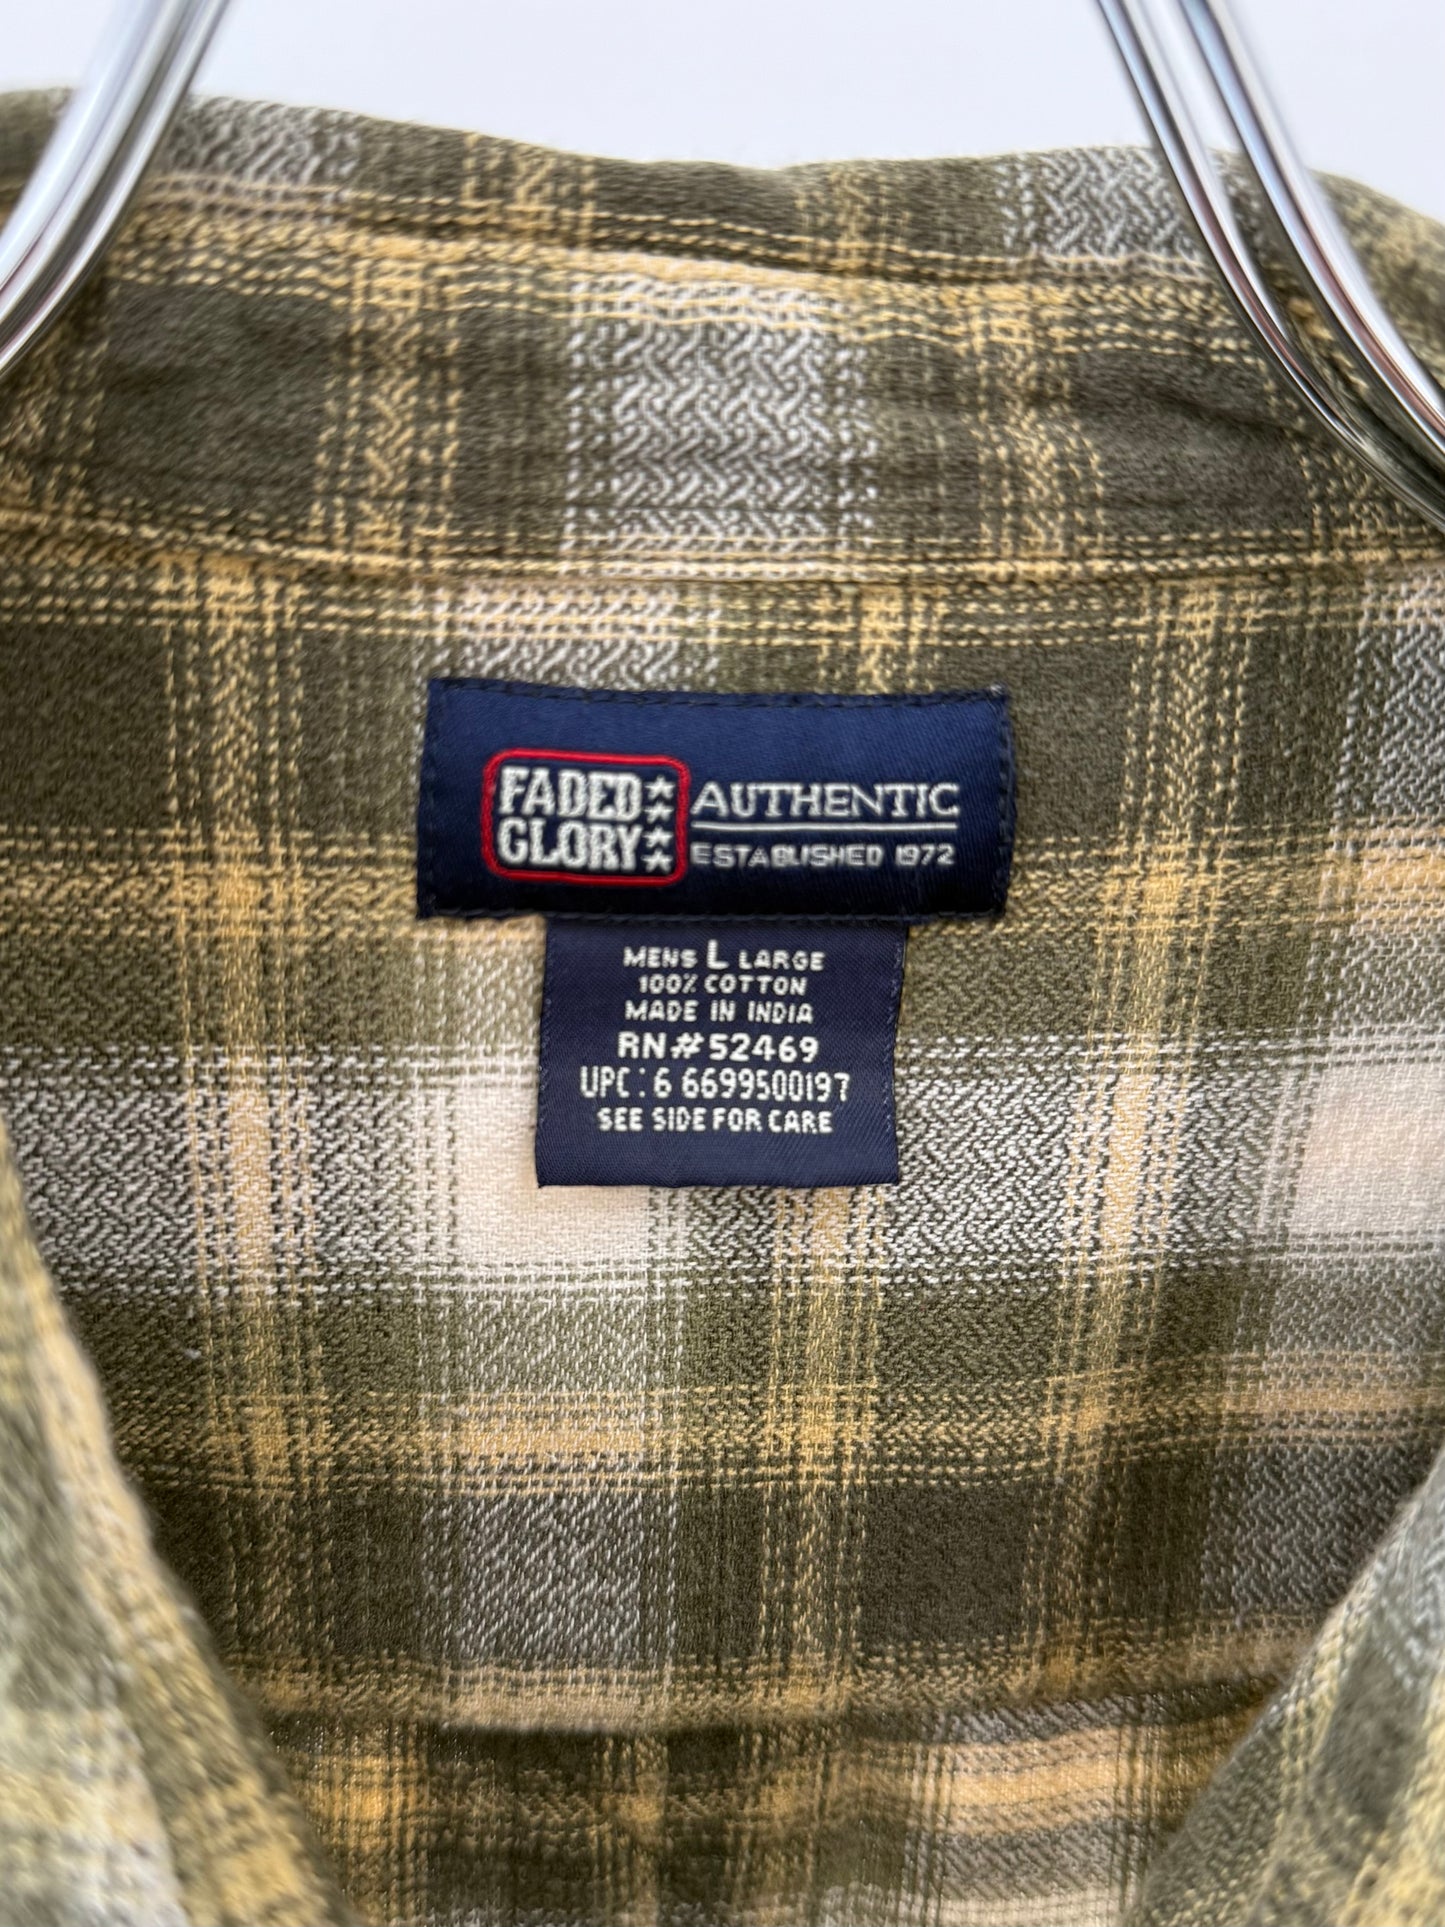 FADED
GLORY
AUTHENTIC
ESTABLISHED 1972
MENS L LARGE
100% COTTON
MADE IN INDIA
RN#52469
UPC:6 6699500197
SEE SIDE FOR CARE